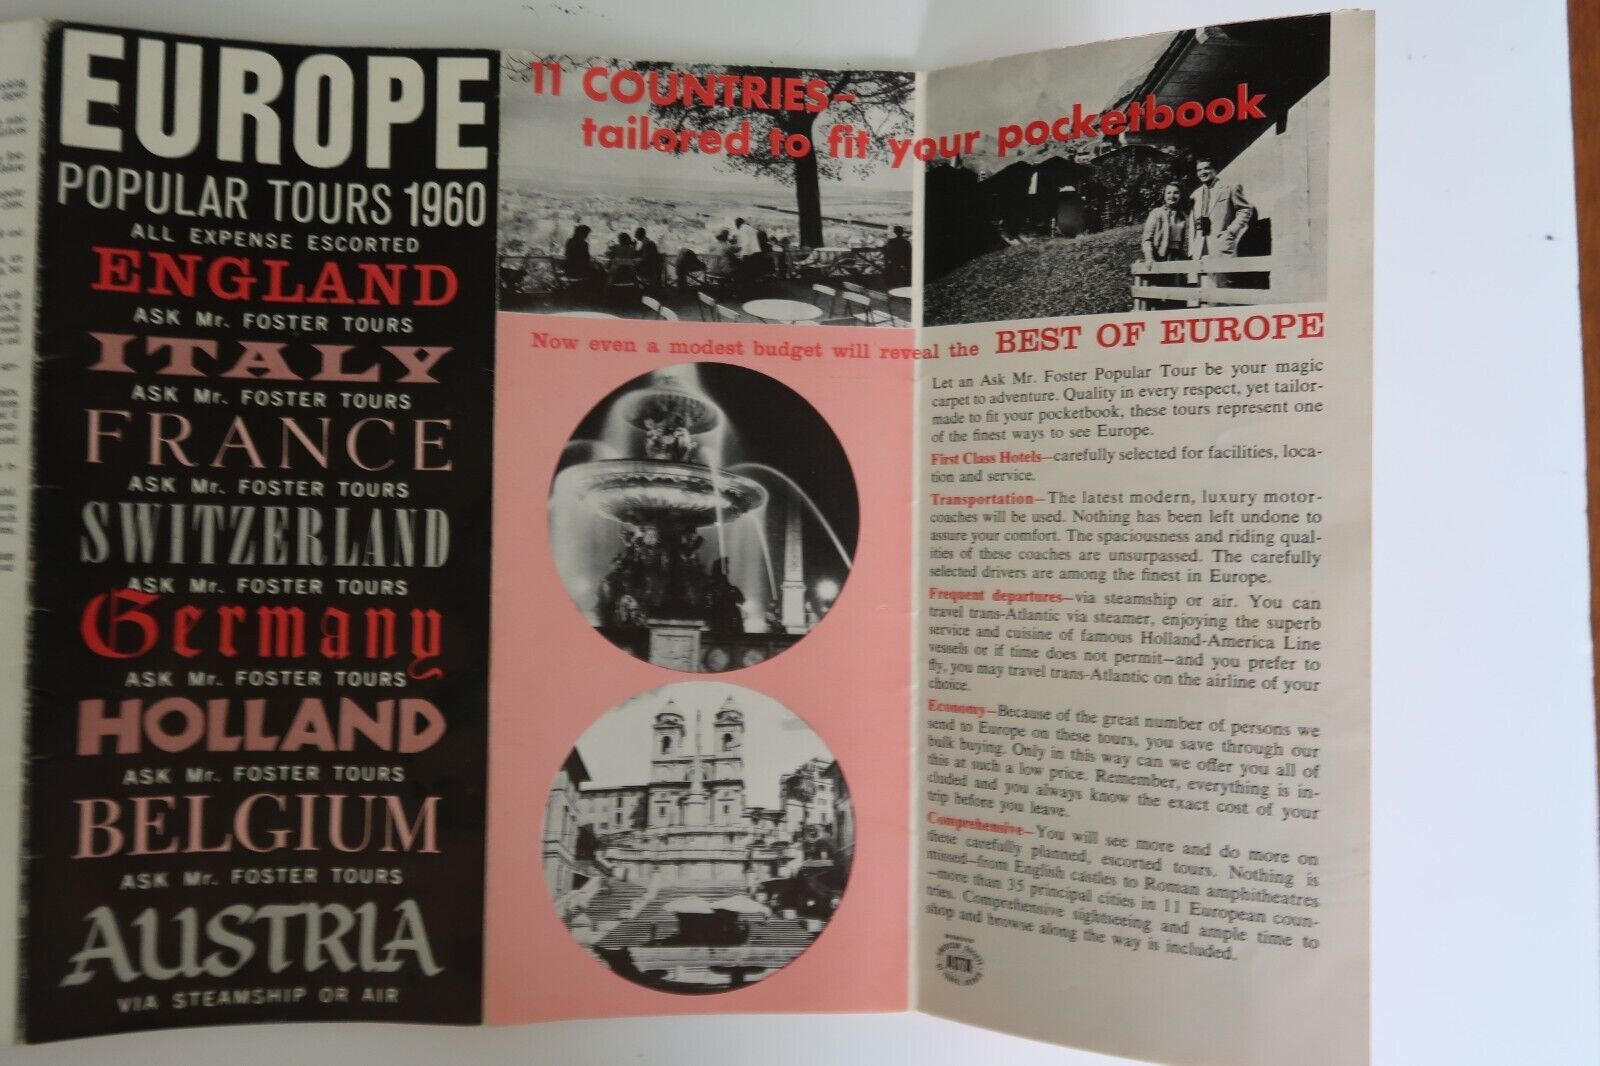 EUROPE
POPULAR TOURS 1960
ALL EXPENSE ESCORTED
ENGLAND
ASK Mr. FOSTER TOURS
ITALY
ASK Mr. FOSTER TOURS
FRANCE
ASK Mr. FOSTER TOURS
SWITZERLAND
ASK Mr. FOSTER TOURS
Germany
ASK Mr. FOSTER TOURS
HOLLAND
ASK Mr. FOSTER TOURS
BELGIUM
ASK Mr. FOSTER TOURS
AUSTRIA
VIA STEAMSHIP OR AIR
11 COUNTRIES—
tailored to fit your pocketbook
Now even a modest budget will reveal the BEST OF EUROPE
Let an Ask Mr. Foster Popular Tour be your magic
carpet to adventure. Quality in every respect, yet tailor-
made to fit your pocketbook, these tours represent one
of the finest ways to see Europe.
First Class Hotels—carefully selected for facilities, loca-
tion and service.
Transportation—The latest modern, luxury motor-
coaches will be used. Nothing has been left undone to
assure your comfort. The spaciousness and riding qual-
ities of these coaches are unsurpassed. The carefully
selected drivers are among the finest in Europe.
Frequent departures—via steamship or air. You can
travel trans-Atlantic via steamer, enjoying the superb
service and cuisine of famous Holland-America Line
vessels or if time does not permit—and you prefer to
fly, you may travel trans-Atlantic on the airline of your
choice.
Economy—Because of the great number of persons we
send to Europe on these tours, you save through our
bulk buying. Only in this way can we offer you all of
this at such a low price. Remember, everything is in-
cluded and you always know the exact cost of your
trip before you leave.
Comprehensive—You will see more and do more on
these carefully planned, escorted tours. Nothing is
missed—from English castles to Roman amphitheatres
—more than 35 principal cities in 11 European coun-
tries. Comprehensive sightseeing and ample time to
shop and browse along the way is included.